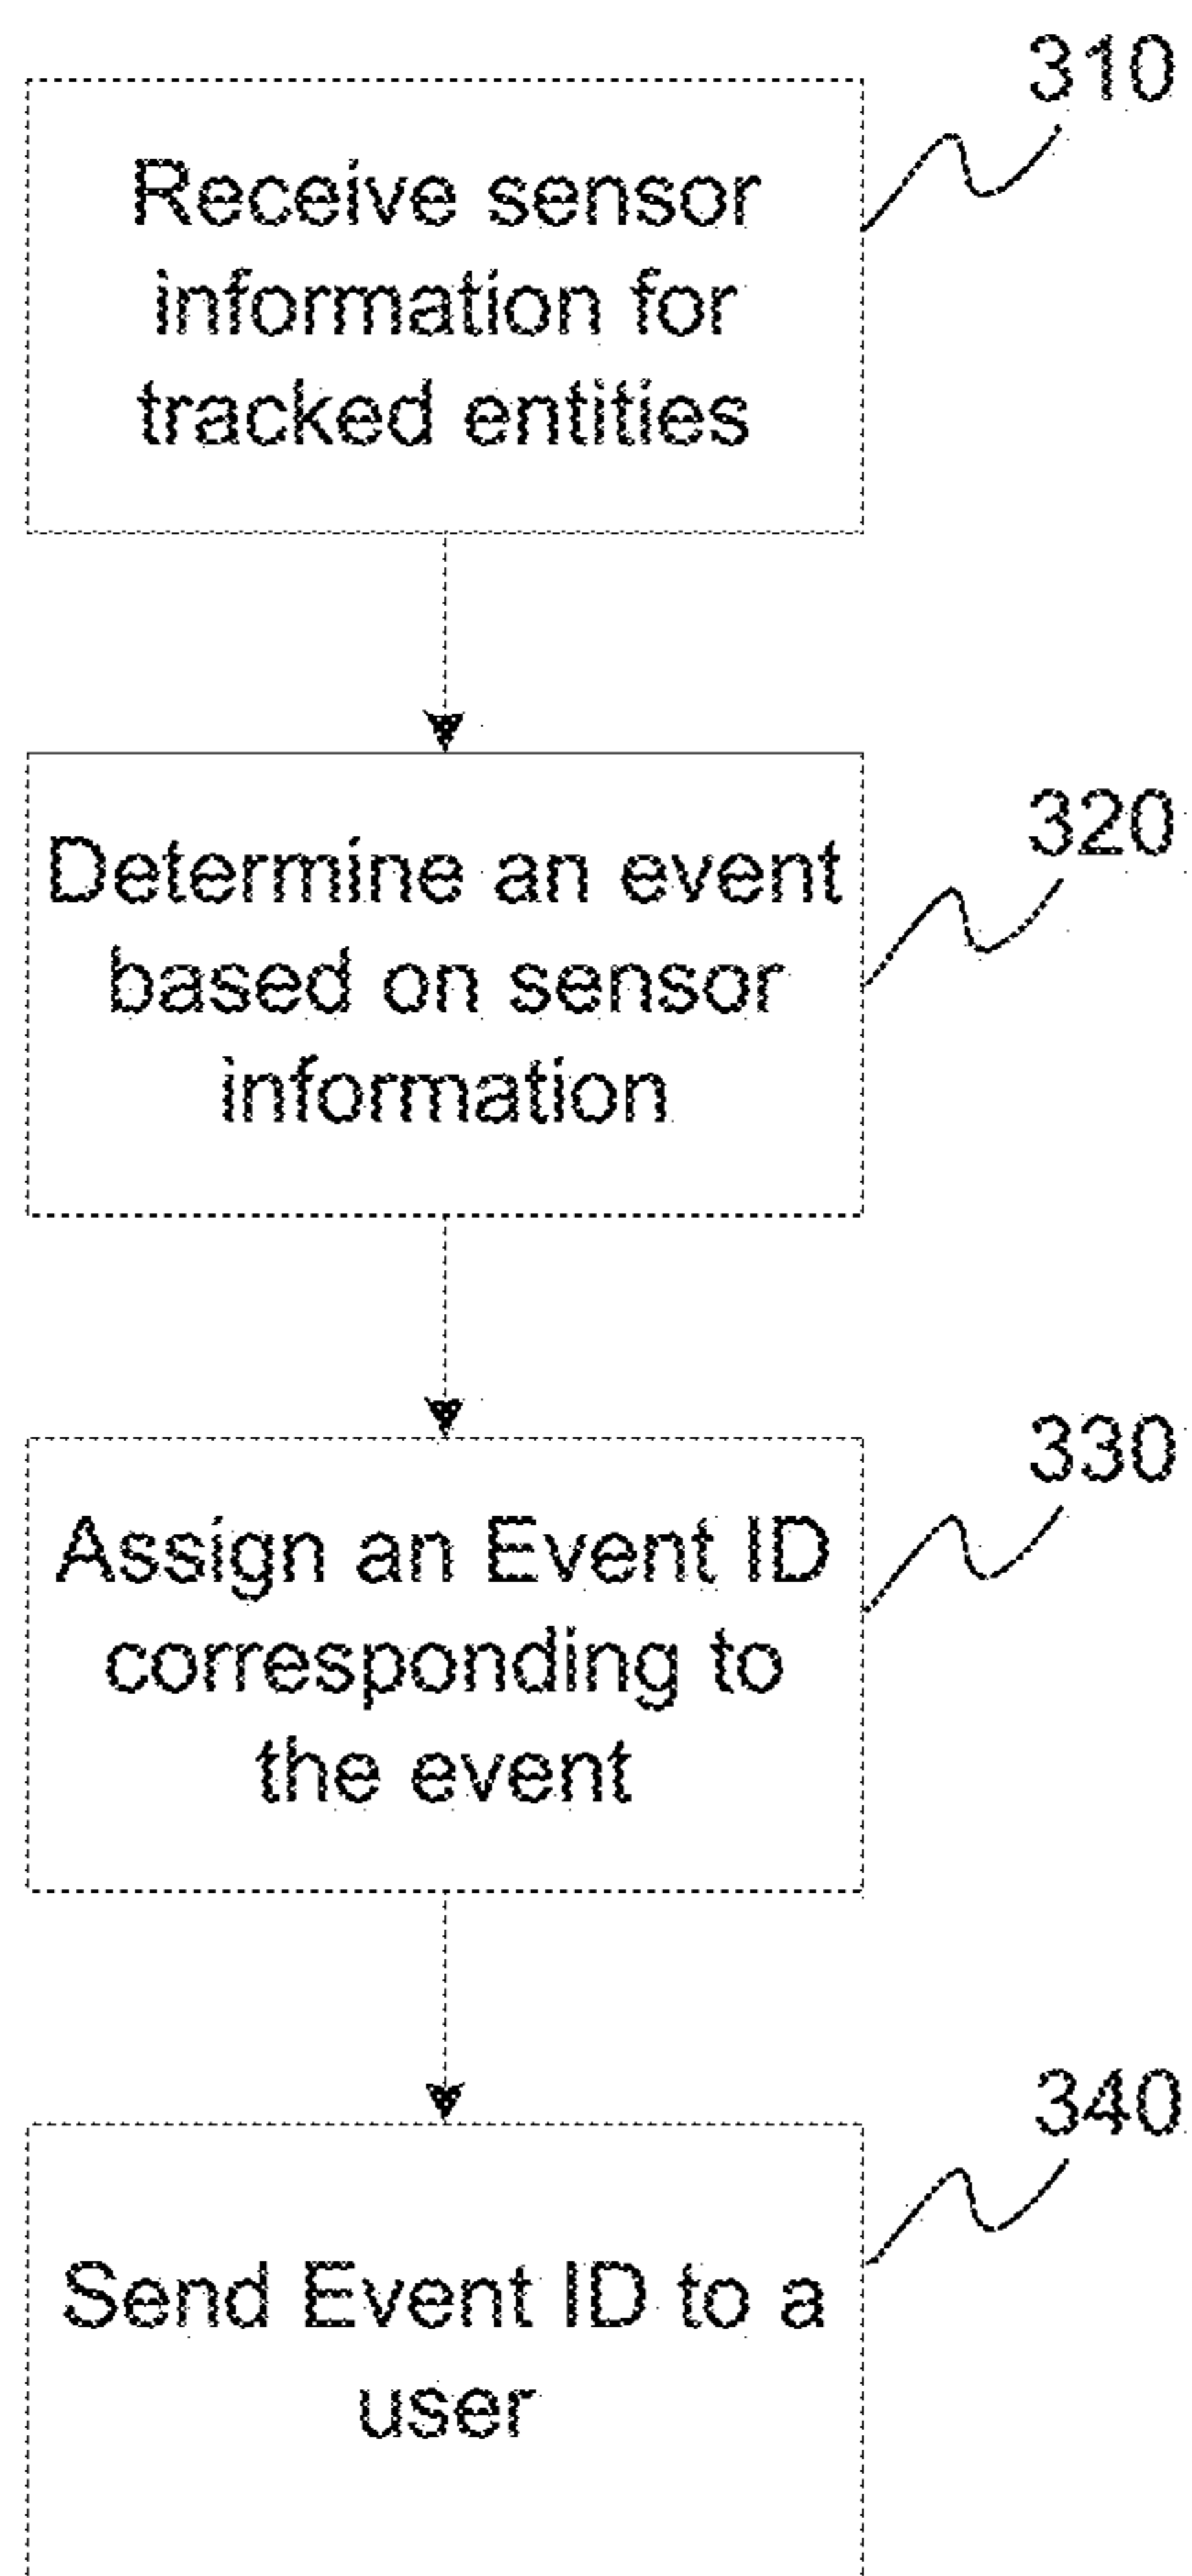 310
Receive sensor
information for
tracked entities
320
Determine an event
based on sensor
information
330
Assign an Event ID
corresponding to
the event
340
Send Event ID to a
user